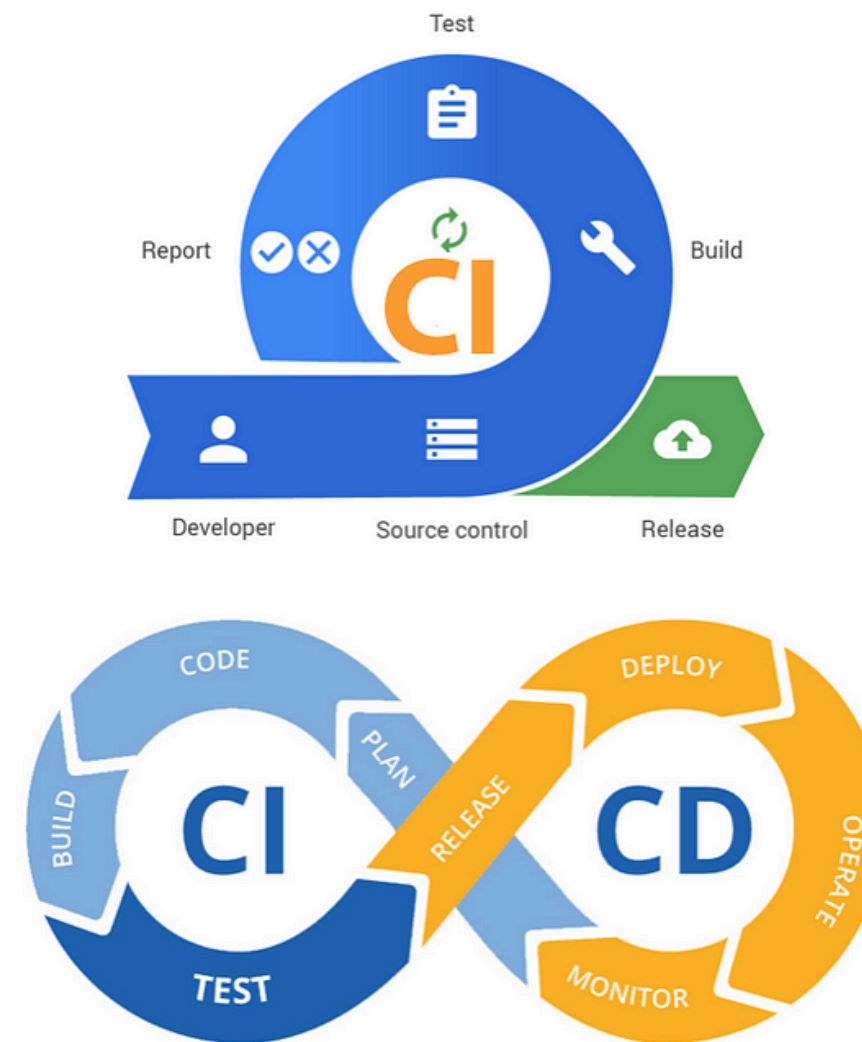 Test
Report
Build
CI
Developer
Source control
Release
CODE
DEPLOY
PLAN
RELEASE
BUILD
CI
CD
OPERATE
TEST
MONITOR